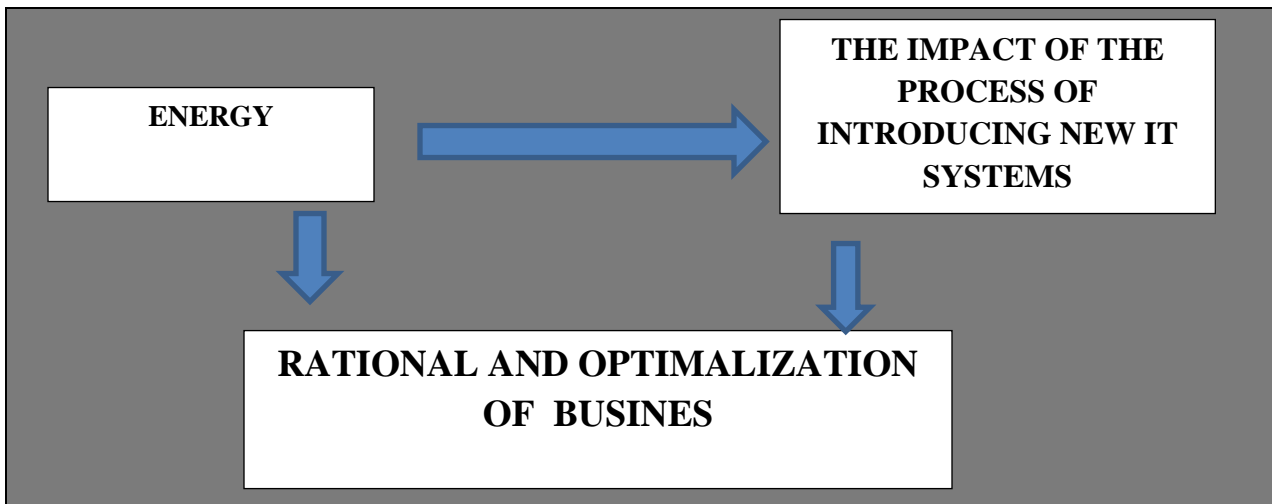 ENERGY
THE IMPACT OF THE
PROCESS OF
INTRODUCING NEW IT
SYSTEMS
RATIONAL AND OPTIMALIZATION
OF BUSINES